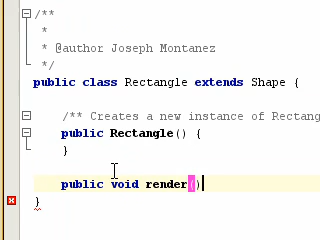 /**
*
* @author Joseph Montanez
*/
public class Rectangle extends Shape {
/** Creates a new instance of Rectang
public Rectangle() {
}
public void render()
}